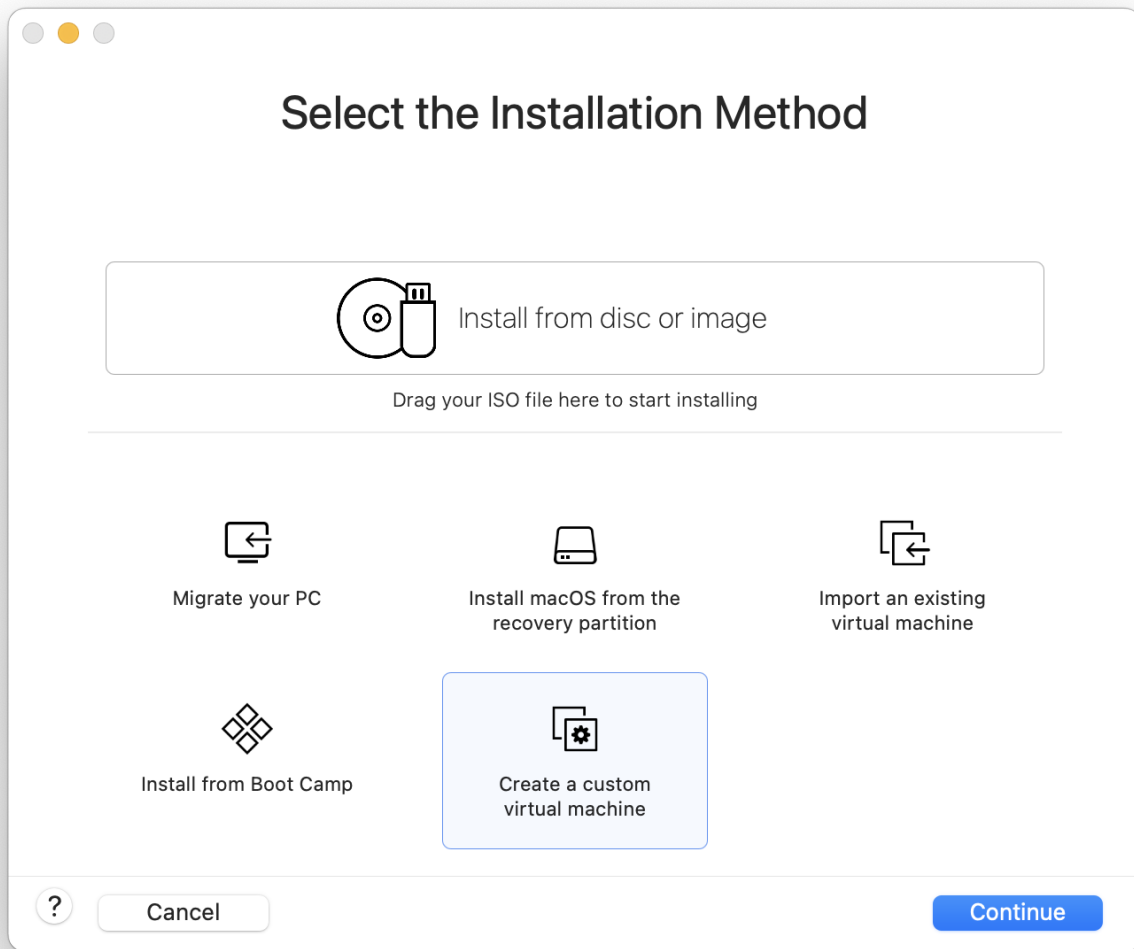 Select the Installation Method
Install from disc or image
Drag your ISO file here to start installing
Migrate your PC
Install macOS from the
recovery partition
Import an existing
virtual machine
Install from Boot Camp
Create a custom
virtual machine
?
Cancel
Continue